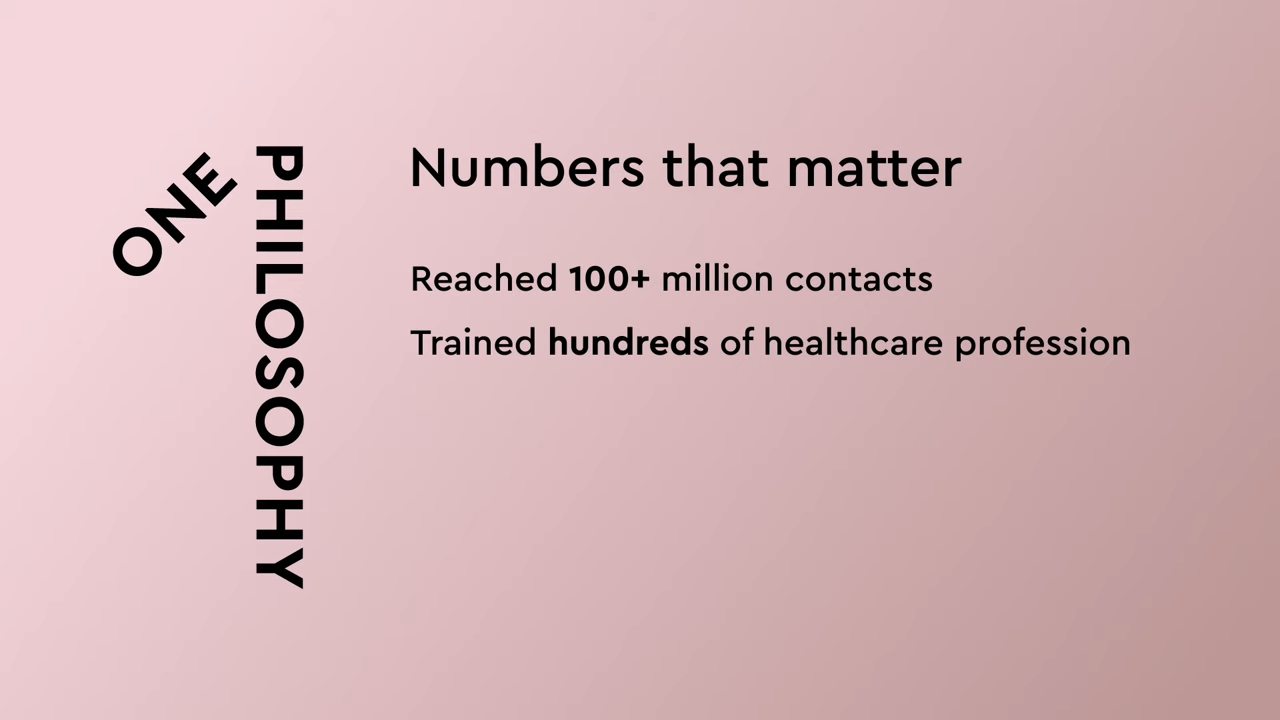 ONE
PHILOSOPHY
Numbers that matter
Reached 100+ million contacts
Trained hundreds of healthcare profession